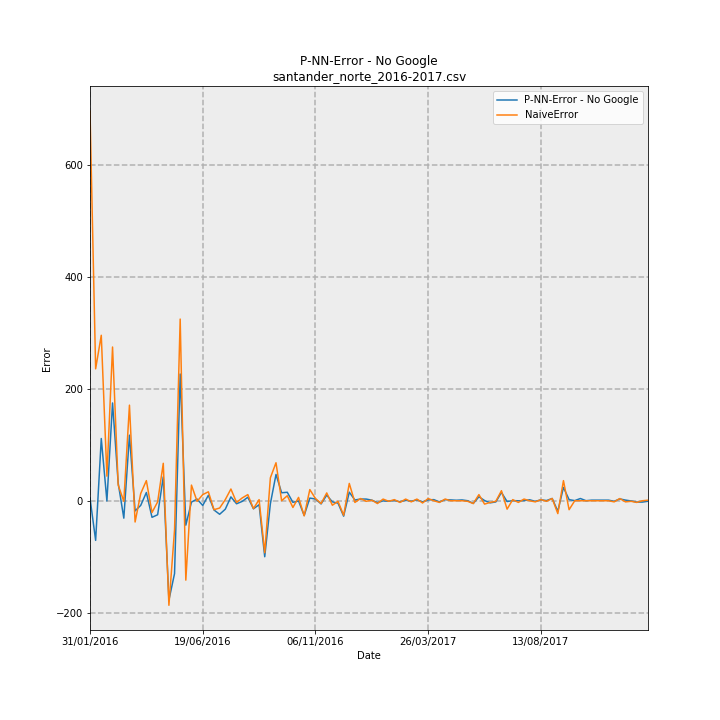 P-NN-Error - No Google
santander_norte_2016-2017.csv
P-NN-Error - No Google
NaiveError
600
400
200
0
−200
Error
31/01/2016
19/06/2016
06/11/2016
26/03/2017
13/08/2017
Date